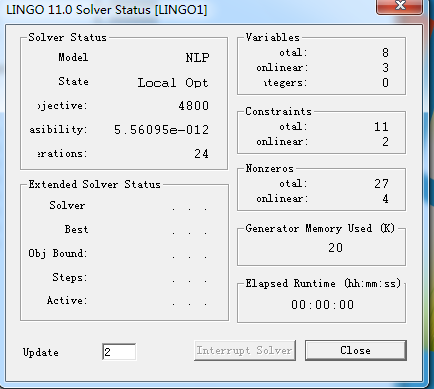 LINGO 11.0 Solver Status [LINGO1]
Solver Status
Model NLP
State Local Opt
bjective: 4800
asibility: 5.56095e-012
erations: 24
Extended Solver Status
Solver . . .
Best . . .
Obj Bound: . . .
Steps: . . .
Active: . . .
Variables
otal: 8
onlinear: 3
ntegers: 0
Constraints
otal: 11
onlinear: 2
Nonzeros
otal: 27
onlinear: 4
Generator Memory Used (K)
20
Elapsed Runtime (hh:mm:ss)
00:00:00
Update 2 Interrupt Solver Close